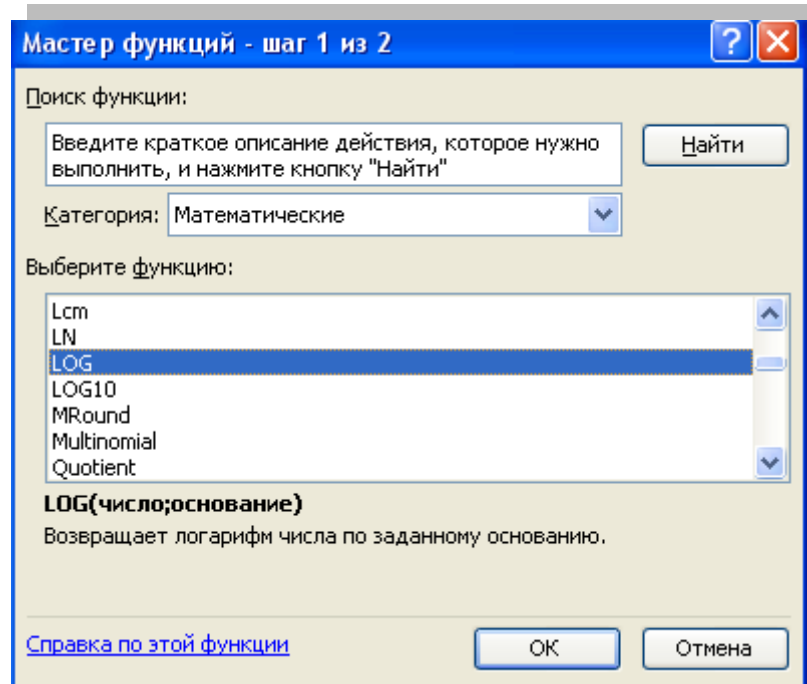 Мастер функций - шаг 1 из 2
Поиск функции:
Введите краткое описание действия, которое нужно
выполнить, и нажмите кнопку "Найти"
Найти
Категория: Математические
Выберите функцию:
Lcm
LN
LOG
LOG10
MRound
Multinomial
Quotient
LOG(число;основание)
Возвращает логарифм числа по заданному основанию.
Справка по этой функции
ОК
Отмена